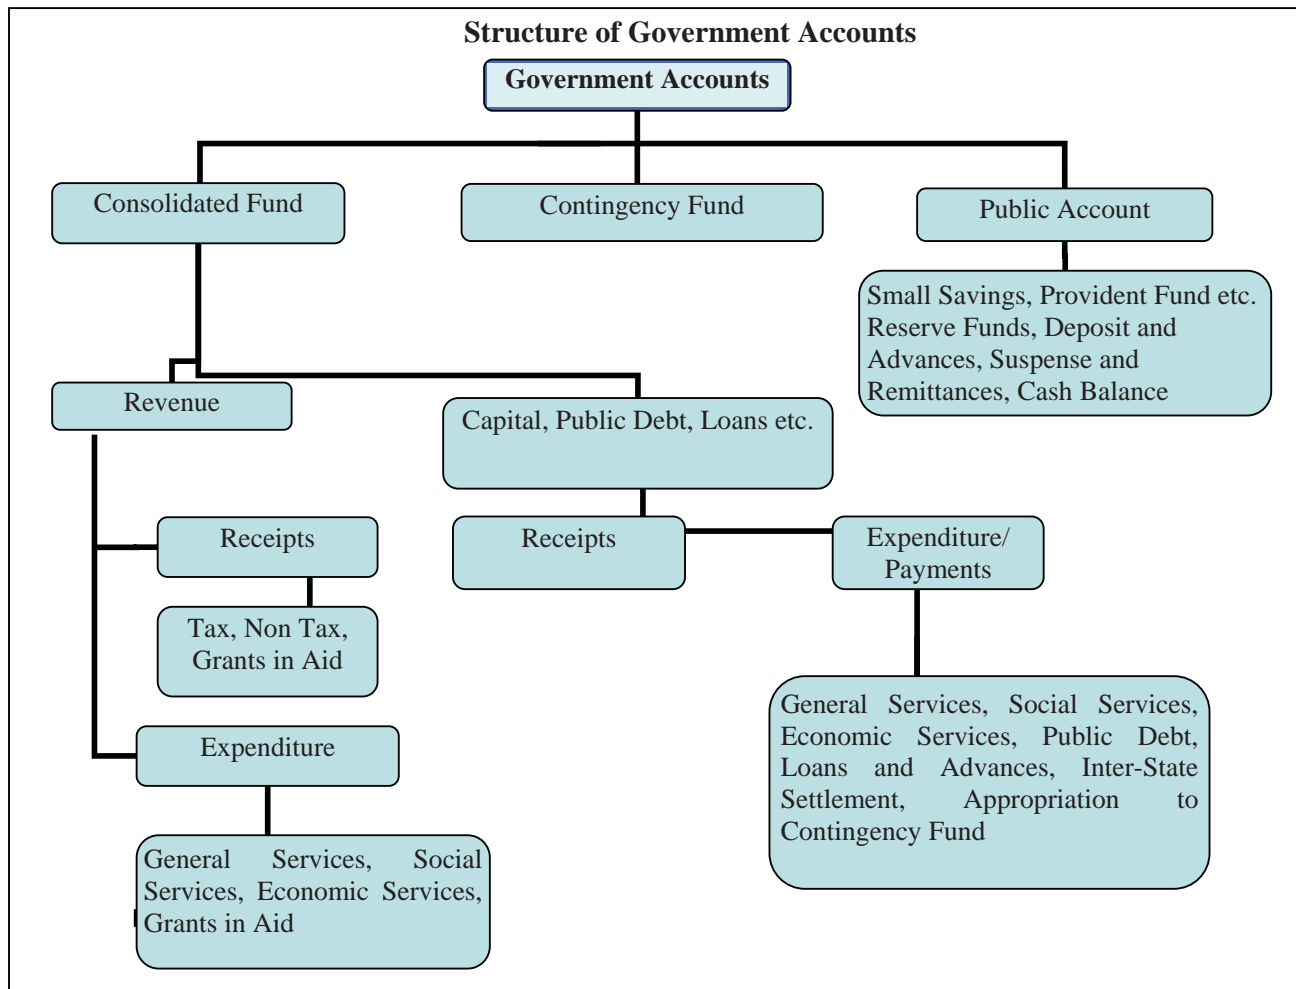 Structure of Government Accounts
Government Accounts
Consolidated Fund
Contingency Fund
Public Account
Small Savings, Provident Fund etc.
Reserve Funds, Deposit and
Advances, Suspense and
Remittances, Cash Balance
Revenue
Capital, Public Debt, Loans etc.
Receipts
Tax, Non Tax,
Grants in Aid
Expenditure
General Services, Social
Services, Economic Services,
Grants in Aid
Receipts
Expenditure/
Payments
General Services, Social Services,
Economic Services, Public Debt,
Loans and Advances, Inter-State
Settlement, Appropriation to
Contingency Fund